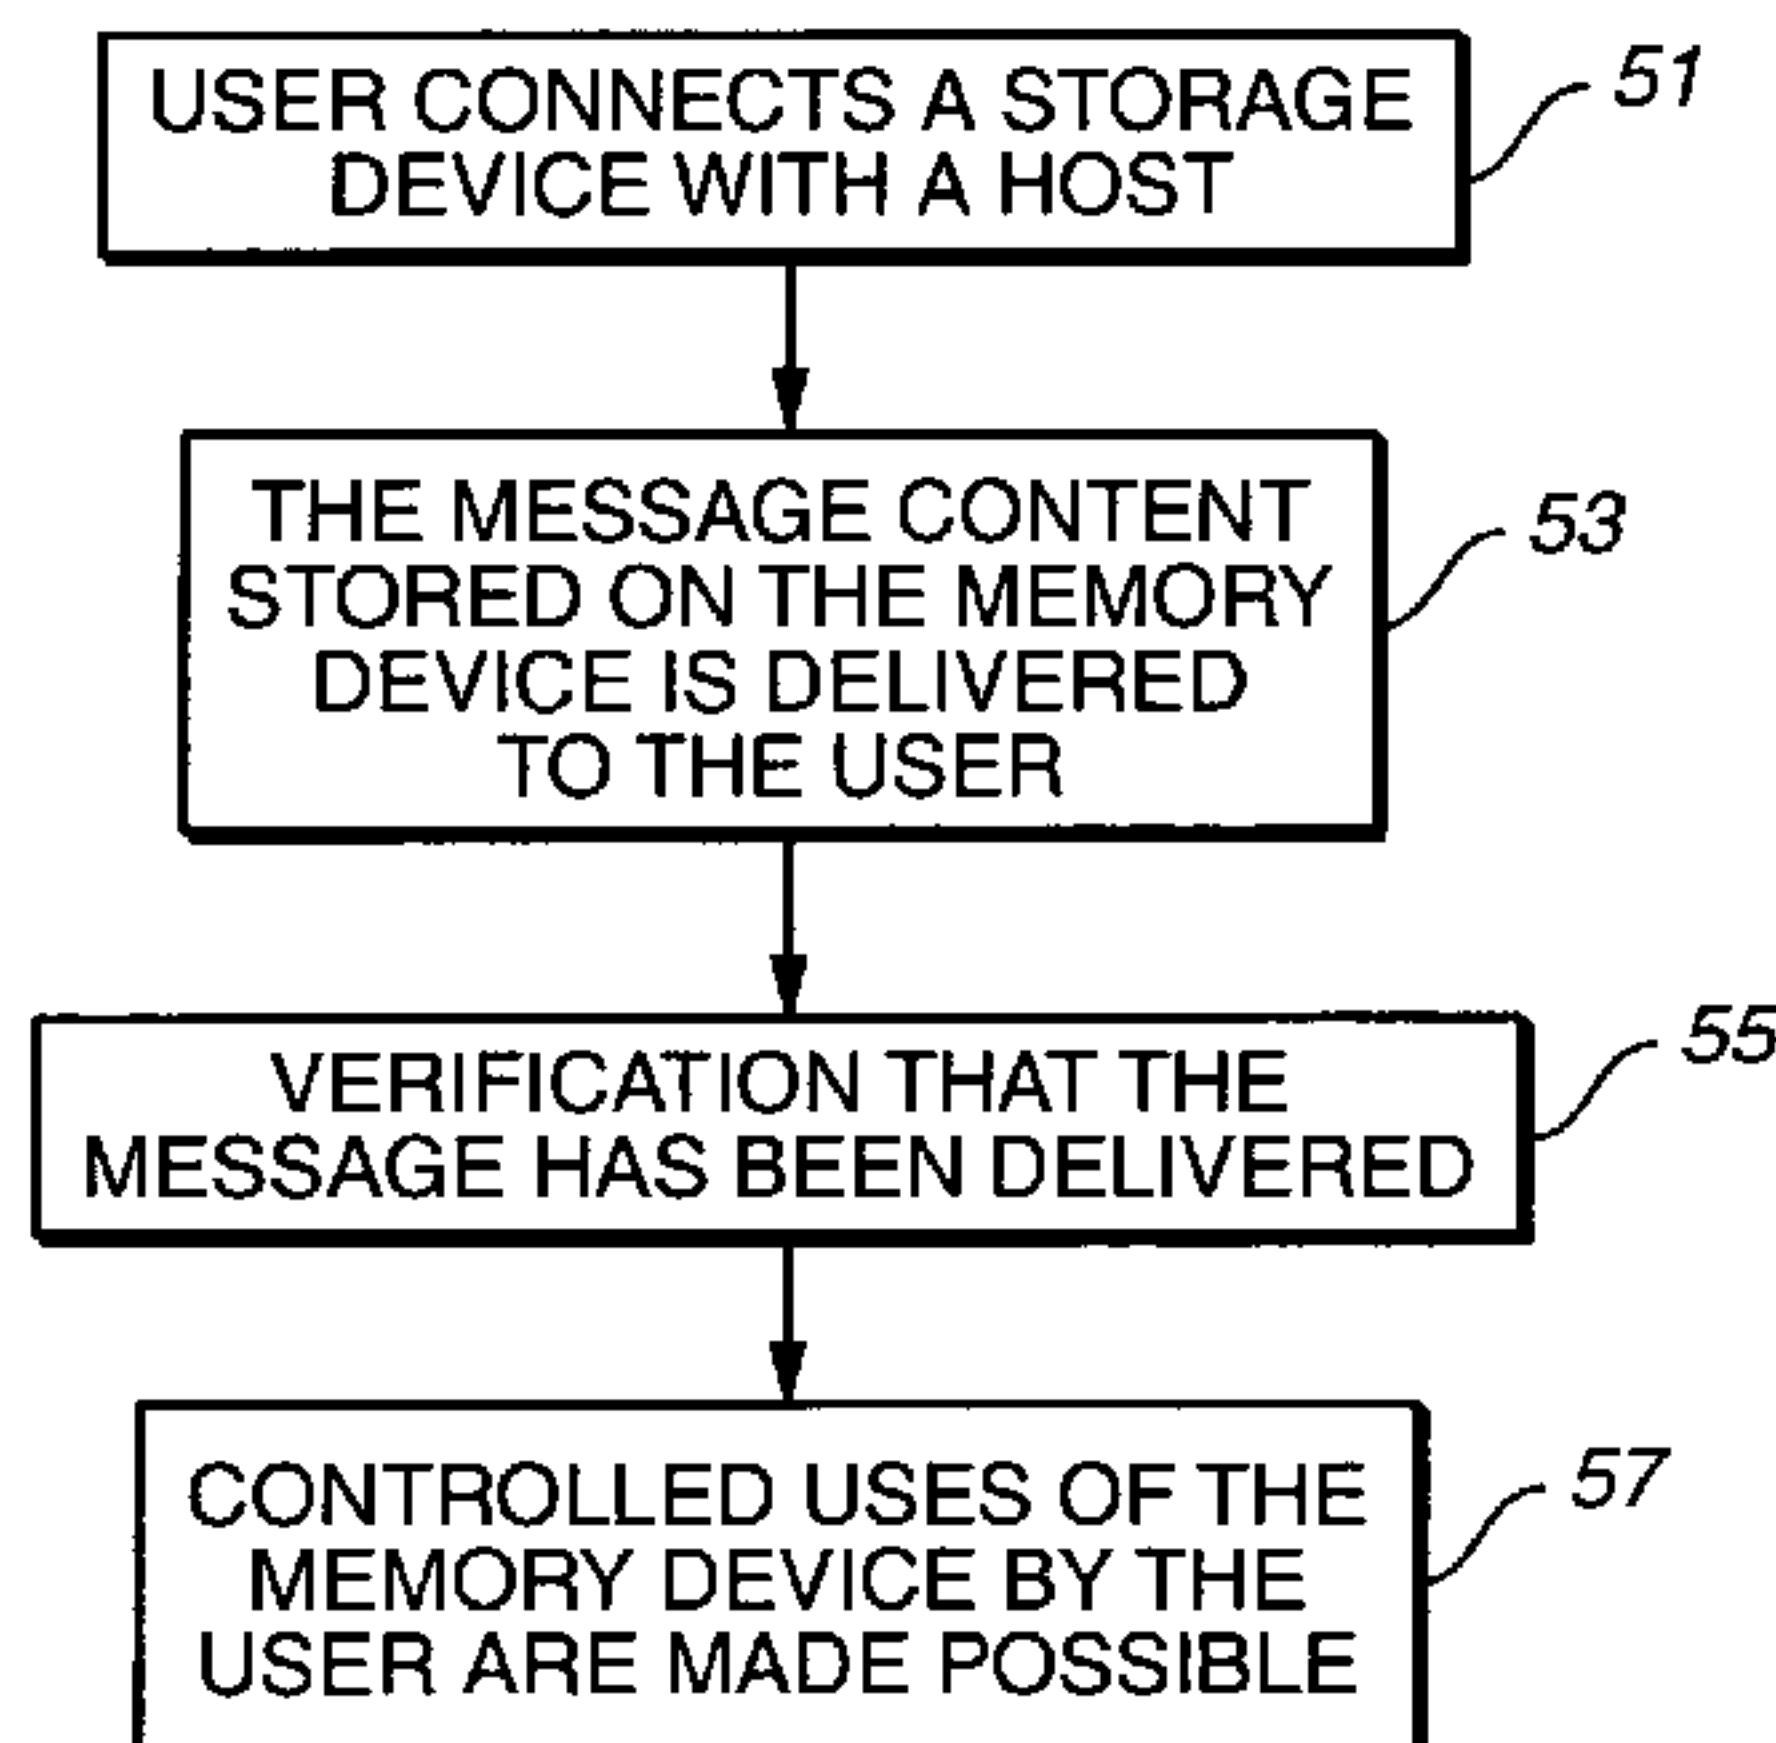 USER CONNECTS A STORAGE
DEVICE WITH A HOST
51
THE MESSAGE CONTENT
STORED ON THE MEMORY
DEVICE IS DELIVERED
TO THE USER
53
VERIFICATION THAT THE
MESSAGE HAS BEEN DELIVERED
55
CONTROLLED USES OF THE
MEMORY DEVICE BY THE
USER ARE MADE POSSIBLE
57